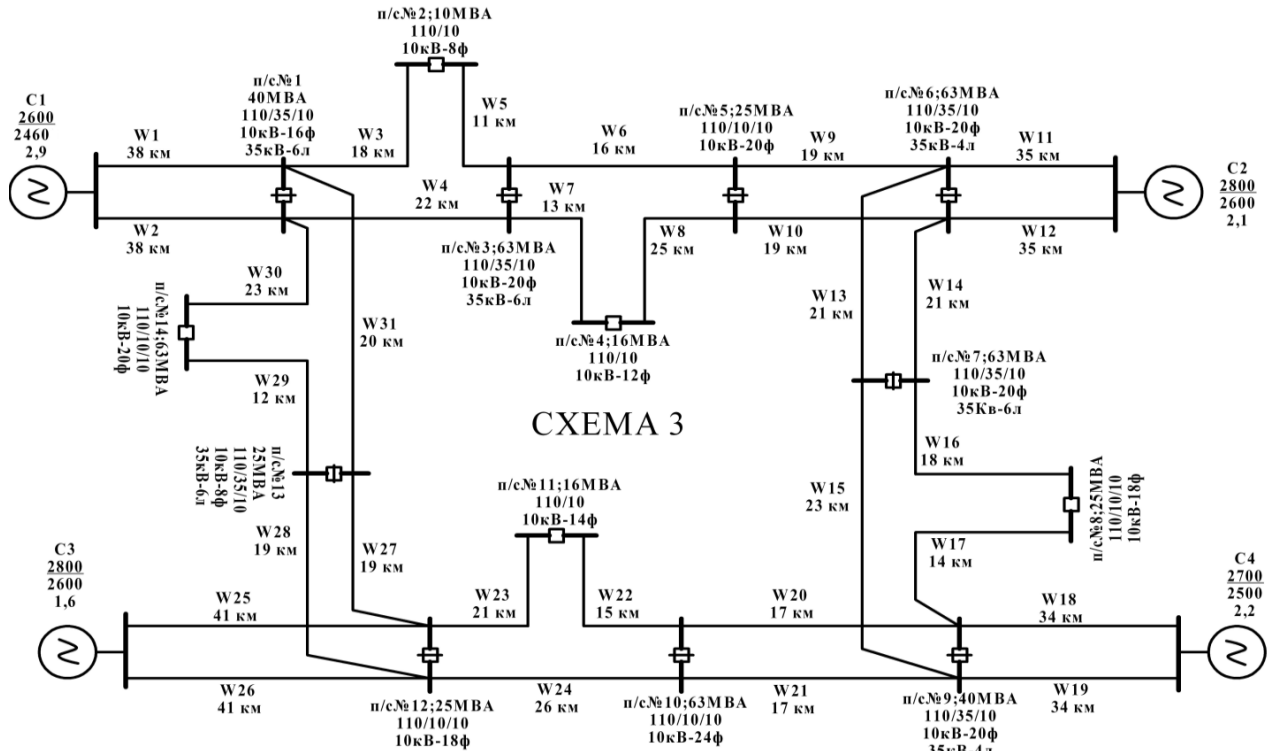 п/с№2;10МВА
110/10
10кВ-8ф
С1
2600
2460
2,9
W1
38 км
п/с№1
40МВА
110/35/10
10кВ-16ф
35кВ-6л
W3
18 км
W5
11 км
W6
16 км
п/с№5;25МВА
110/10/10
10кВ-20ф
W9
19 км
п/с№6;63МВА
110/35/10
10кВ-20ф
35кВ-4л
W11
35 км
С2
2800
2600
2,1
W2
38 км
W4
22 км
W7
13 км
п/с№3;63МВА
110/35/10
10кВ-20ф
35кВ-6л
W8
25 км
W10
19 км
W12
35 км
W30
23 км
п/с№14;63МВА
110/10/10
10кВ-20ф
W31
20 км
п/с№4;16МВА
110/10
10кВ-12ф
W13
21 км
W14
21 км
W29
12 км
п/с№7;63МВА
110/35/10
10кВ-20ф
35Кв-6л
СХЕМА 3
п/с№13
25МВА
110/35/10
10кВ-8ф
35кВ-6л
п/с№11;16МВА
110/10
10кВ-14ф
W15
23 км
W16
18 км
п/с№8;25МВА
110/10/10
10кВ-18ф
W28
19 км
W27
19 км
W17
14 км
С3
2800
2600
1,6
W25
41 км
W23
21 км
W22
15 км
W20
17 км
W18
34 км
С4
2700
2500
2,2
W26
41 км
п/с№12;25МВА
110/10/10
10кВ-18ф
W24
26 км
п/с№10;63МВА
110/10/10
10кВ-24ф
W21
17 км
п/с№9;40МВА
110/35/10
10кВ-20ф
35кВ-4л
W19
34 км